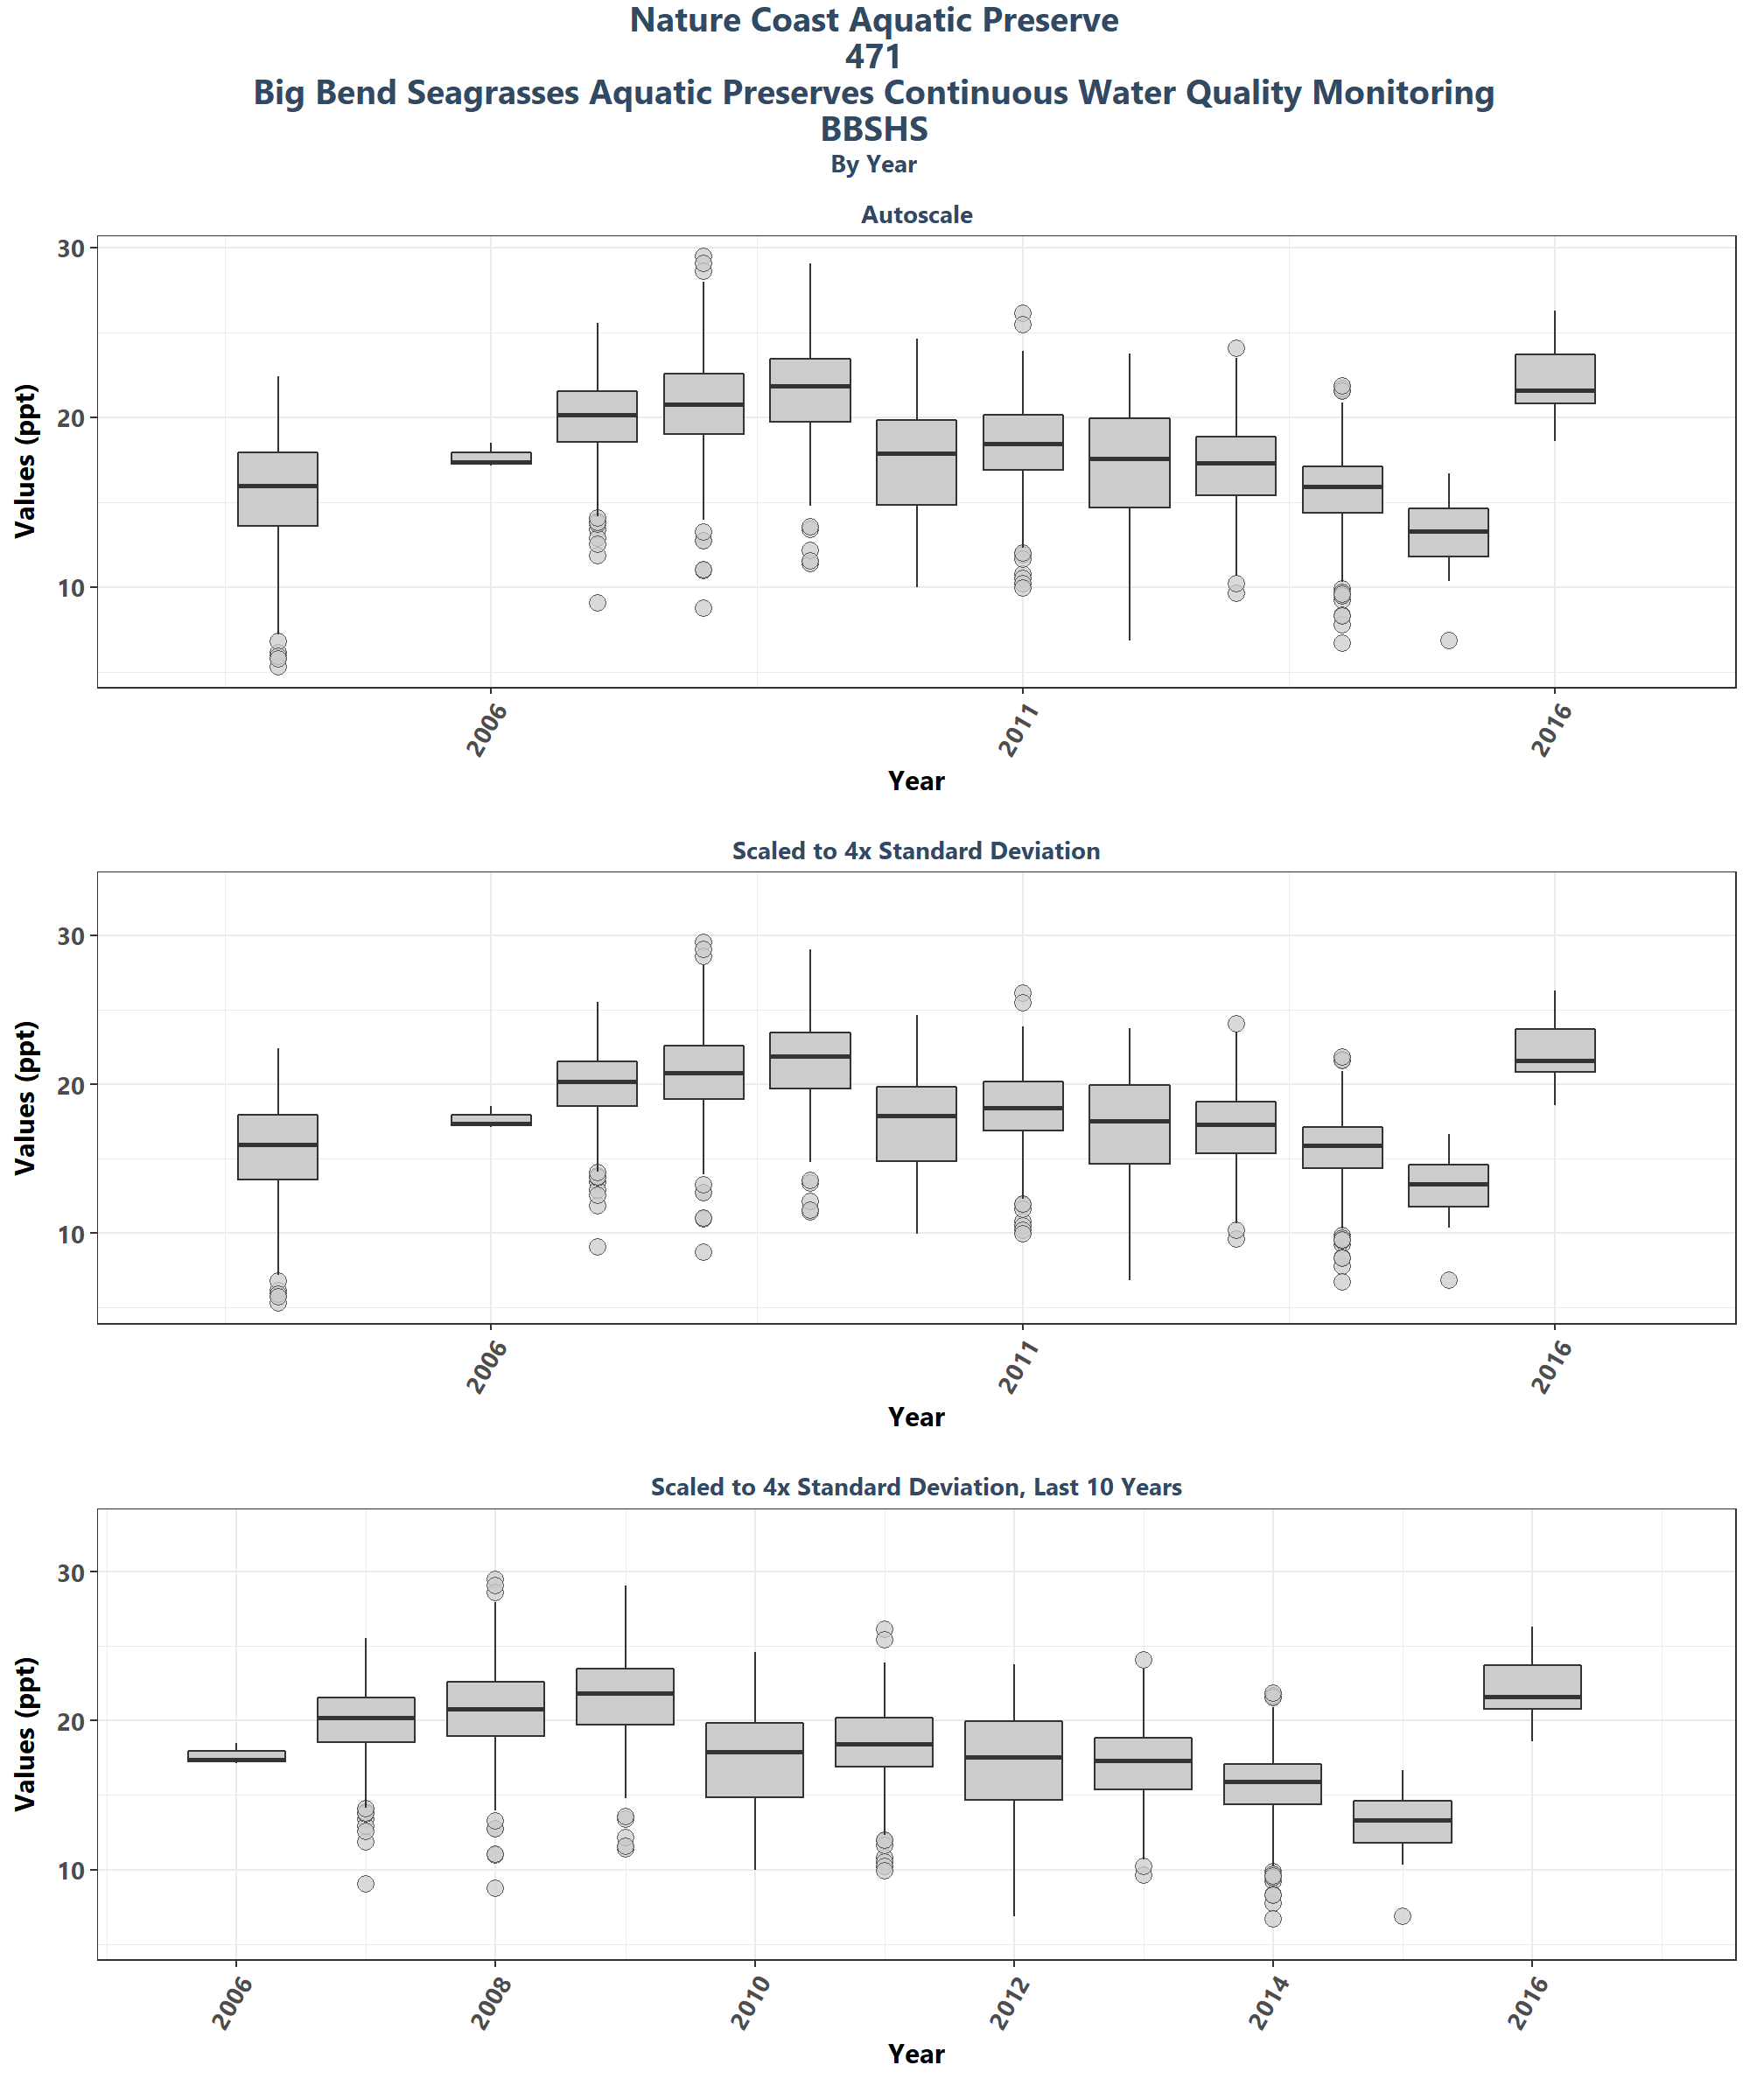 Nature Coast Aquatic Preserve
471
Big Bend Seagrasses Aquatic Preserves Continuous Water Quality Monitoring
BBSHS
By Year
Autoscale
Values (ppt)
30
20
10
2006
2011
2016
Year
Scaled to 4x Standard Deviation
Values (ppt)
30
20
10
2006
2011
2016
Year
Scaled to 4x Standard Deviation, Last 10 Years
Values (ppt)
30
20
10
2006
2008
2010
2012
2014
2016
Year